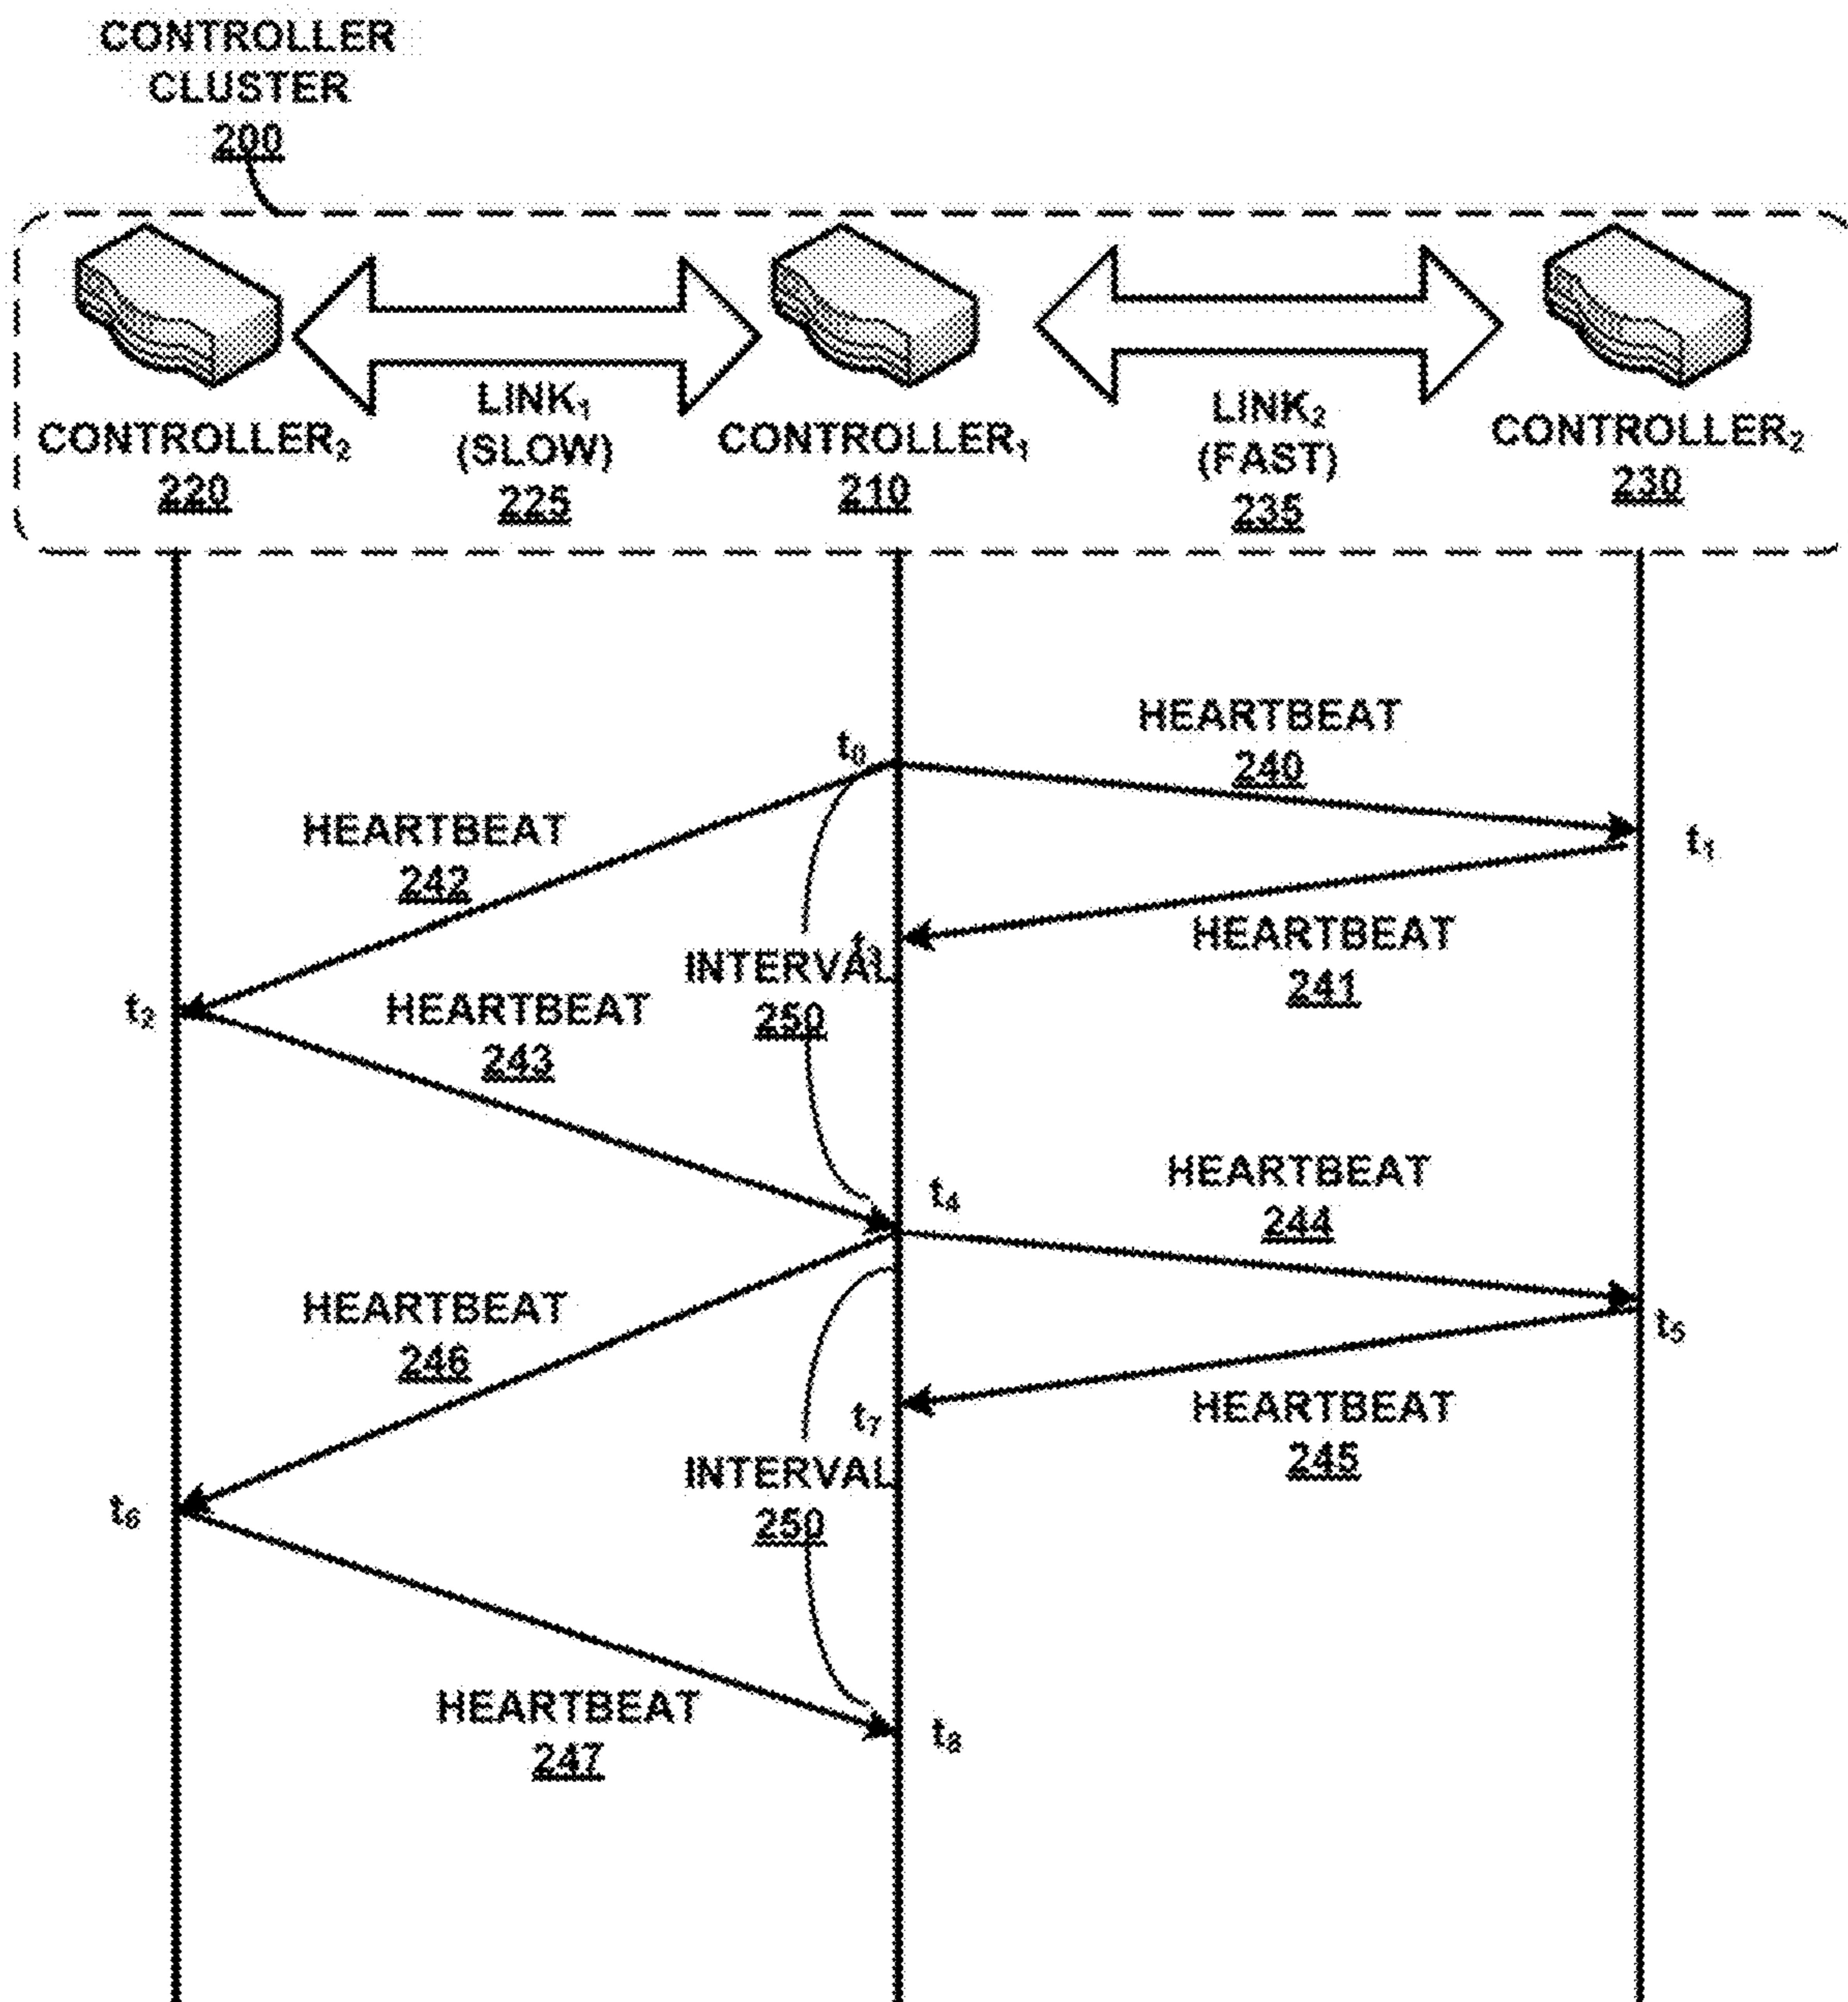 CONTROLLER
CLUSTER
200
CONTROLLER₂
220
LINK₁
(SLOW)
225
CONTROLLER₁
210
LINK₂
(FAST)
235
CONTROLLER₂
230
HEARTBEAT
240
t₀
HEARTBEAT
242
t₁
HEARTBEAT
241
t₃
INTERVAL
250
t₂
HEARTBEAT
243
HEARTBEAT
244
t₄
HEARTBEAT
246
t₅
HEARTBEAT
245
t₇
INTERVAL
250
t₆
HEARTBEAT
247
t₈